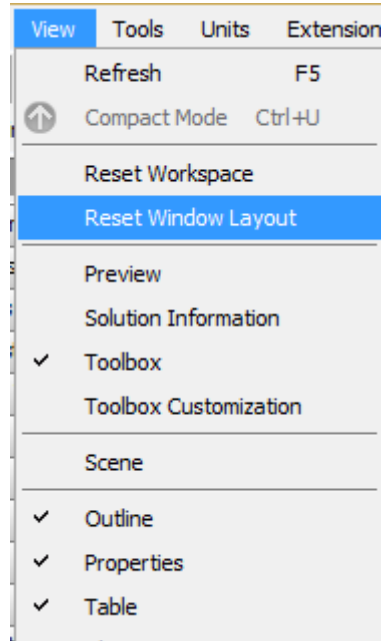 View Tools Units Extension
Refresh F5
Compact Mode Ctrl+U
Reset Workspace
Reset Window Layout
Preview
Solution Information
Toolbox
Toolbox Customization
Scene
Outline
Properties
Table